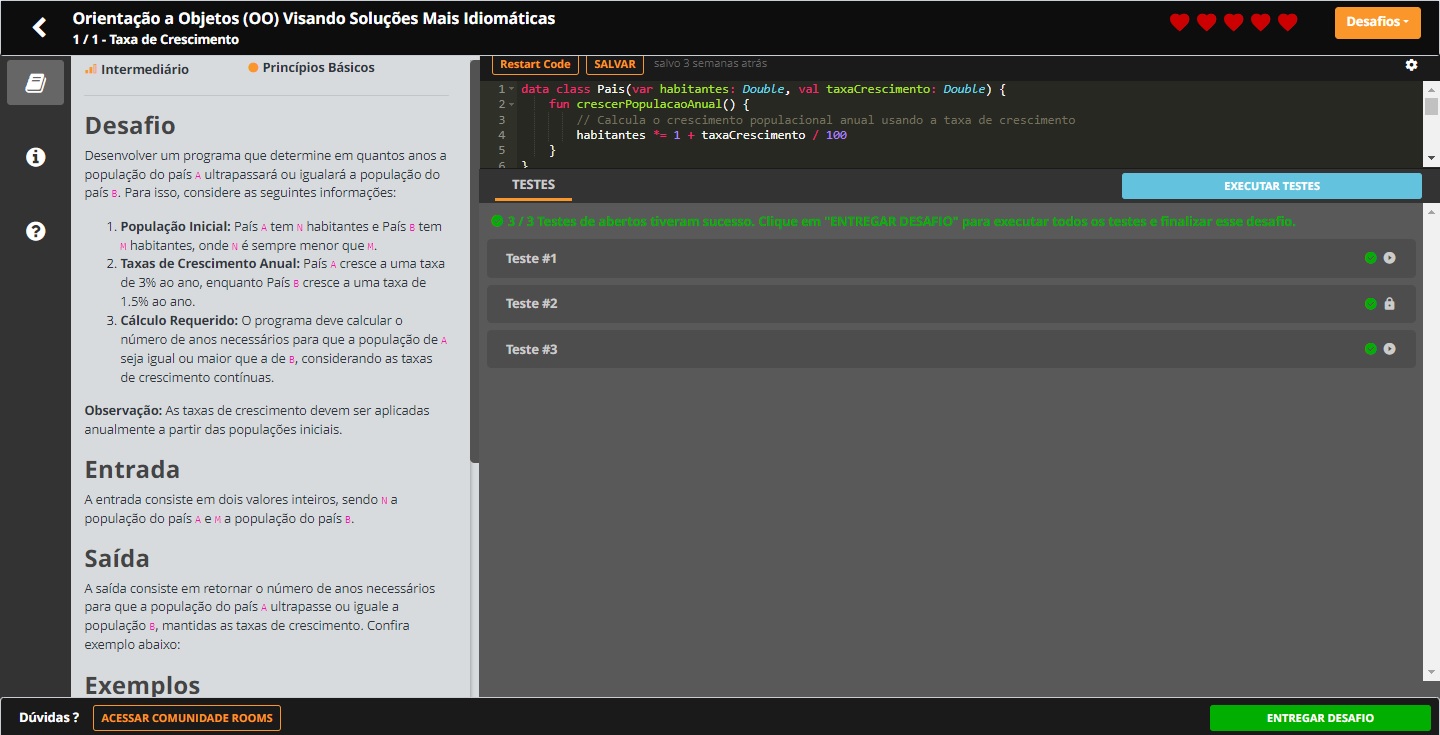 Orientação a Objetos (OO) Visando Soluções Mais Idiomáticas
1 / 1 - Taxa de Crescimento
Desafios
Intermediário
Princípios Básicos
Desafio
Desenvolver um programa que determine em quantos anos a
população do país A ultrapassará ou igualará a população do
país B. Para isso, considere as seguintes informações:
1. População Inicial: País A tem N habitantes e País B tem
M habitantes, onde N é sempre menor que M.
2. Taxas de Crescimento Anual: País A cresce a uma taxa
de 3% ao ano, enquanto País B cresce a uma taxa de
1.5% ao ano.
3. Cálculo Requerido: O programa deve calcular o
número de anos necessários para que a população de A
seja igual ou maior que a de B, considerando as taxas
de crescimento contínuas.
Observação: As taxas de crescimento devem ser aplicadas
anualmente a partir das populações iniciais.
Entrada
A entrada consiste em dois valores inteiros, sendo N a
população do país A e M a população do país B.
Saída
A saída consiste em retornar o número de anos necessários
para que a população do país A ultrapasse ou iguale a
população B, mantidas as taxas de crescimento. Confira
exemplo abaixo:
Exemplos
Restart Code
SALVAR
salvo 3 semanas atrás
1 data class Pais(var habitantes: Double, val taxaCrescimento: Double) {
2 fun crescerPopulacaoAnual() {
3 // Calcula o crescimento populacional anual usando a taxa de crescimento
4 habitantes *= 1 + taxaCrescimento / 100
5 }
6 }
TESTES
EXECUTAR TESTES
3 / 3 Testes de abertos tiveram sucesso. Clique em "ENTREGAR DESAFIO" para executar todos os testes e finalizar esse desafio.
Teste #1
Teste #2
Teste #3
Dúvidas ?
ACESSAR COMUNIDADE ROOMS
ENTREGAR DESAFIO